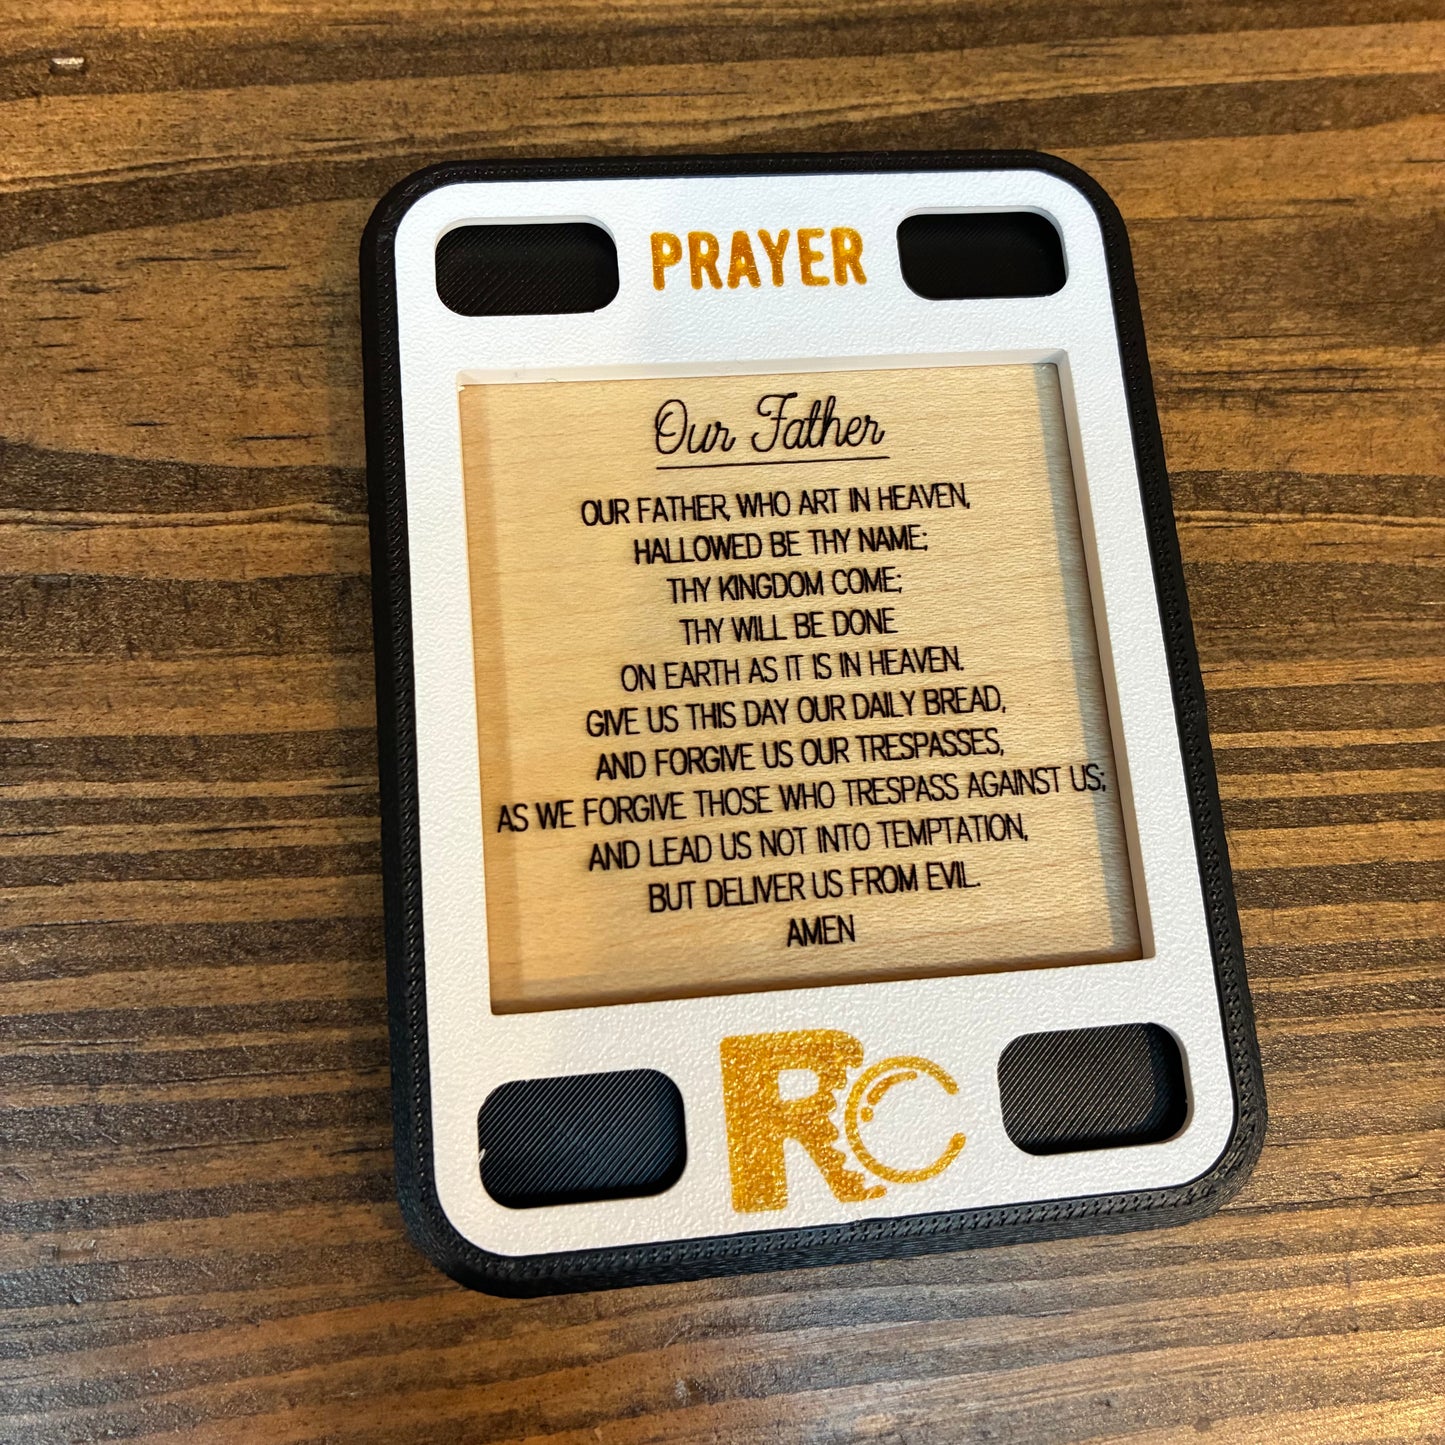 PRAYER
Our Father
OUR FATHER, WHO ART IN HEAVEN,
HALLOWED BE THY NAME;
THY KINGDOM COME;
THY WILL BE DONE
ON EARTH AS IT IS IN HEAVEN.
GIVE US THIS DAY OUR DAILY BREAD,
AND FORGIVE US OUR TRESPASSES,
AS WE FORGIVE THOSE WHO TRESPASS AGAINST US;
AND LEAD US NOT INTO TEMPTATION,
BUT DELIVER US FROM EVIL.
AMEN
RC